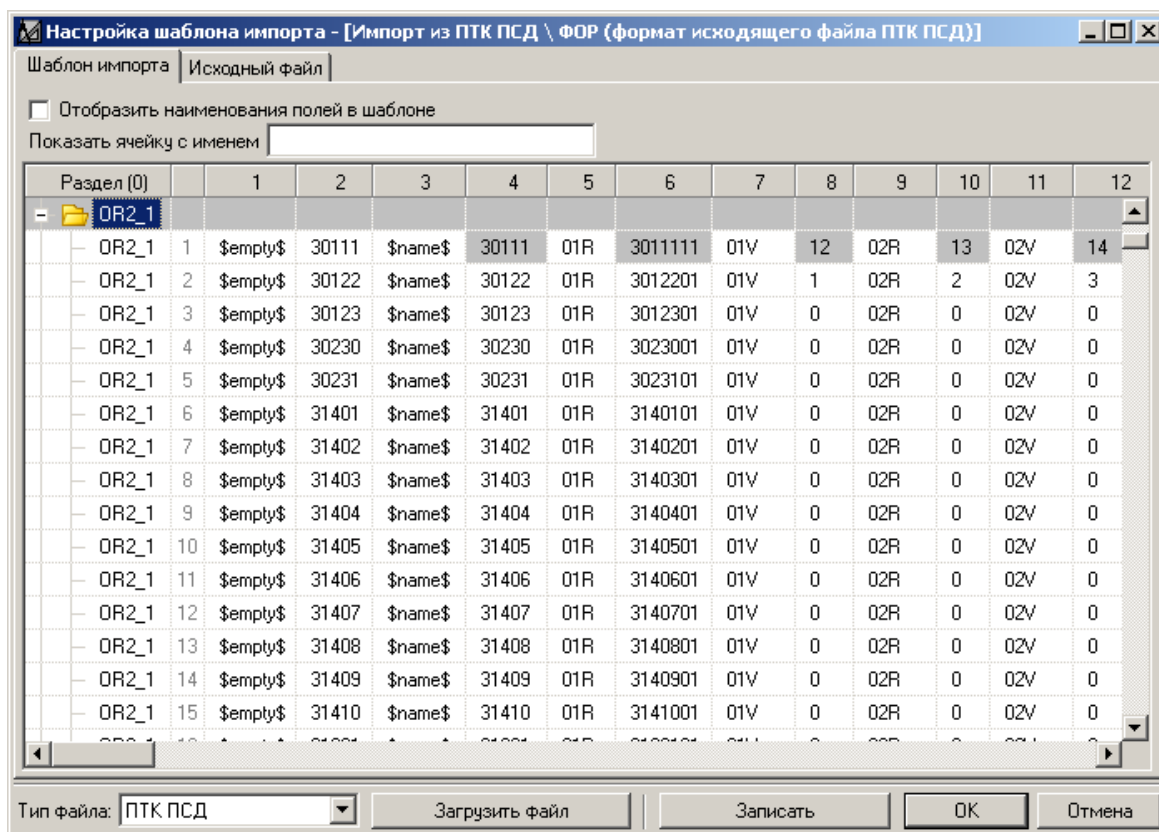 Настройка шаблона импорта - [Импорт из ПТК ПСД \ ФОР (формат исходящего файла ПТК ПСД)]
Шаблон импорта Исходный файл
Отобразить наименования полей в шаблоне
Показать ячейку с именем
Раздел (0) 1 2 3 4 5 6 7 8 9 10 11 12
OR2_1
OR2_1 1 $empty$ 30111 $name$ 30111 01R 3011111 01V 12 02R 13 02V 14
OR2_1 2 $empty$ 30122 $name$ 30122 01R 3012201 01V 1 02R 2 02V 3
OR2_1 3 $empty$ 30123 $name$ 30123 01R 3012301 01V 0 02R 0 02V 0
OR2_1 4 $empty$ 30230 $name$ 30230 01R 3023001 01V 0 02R 0 02V 0
OR2_1 5 $empty$ 30231 $name$ 30231 01R 3023101 01V 0 02R 0 02V 0
OR2_1 6 $empty$ 31401 $name$ 31401 01R 3140101 01V 0 02R 0 02V 0
OR2_1 7 $empty$ 31402 $name$ 31402 01R 3140201 01V 0 02R 0 02V 0
OR2_1 8 $empty$ 31403 $name$ 31403 01R 3140301 01V 0 02R 0 02V 0
OR2_1 9 $empty$ 31404 $name$ 31404 01R 3140401 01V 0 02R 0 02V 0
OR2_1 10 $empty$ 31405 $name$ 31405 01R 3140501 01V 0 02R 0 02V 0
OR2_1 11 $empty$ 31406 $name$ 31406 01R 3140601 01V 0 02R 0 02V 0
OR2_1 12 $empty$ 31407 $name$ 31407 01R 3140701 01V 0 02R 0 02V 0
OR2_1 13 $empty$ 31408 $name$ 31408 01R 3140801 01V 0 02R 0 02V 0
OR2_1 14 $empty$ 31409 $name$ 31409 01R 3140901 01V 0 02R 0 02V 0
OR2_1 15 $empty$ 31410 $name$ 31410 01R 3141001 01V 0 02R 0 02V 0
Тип файла: ПТК ПСД Загрузить файл Записать OK Отмена